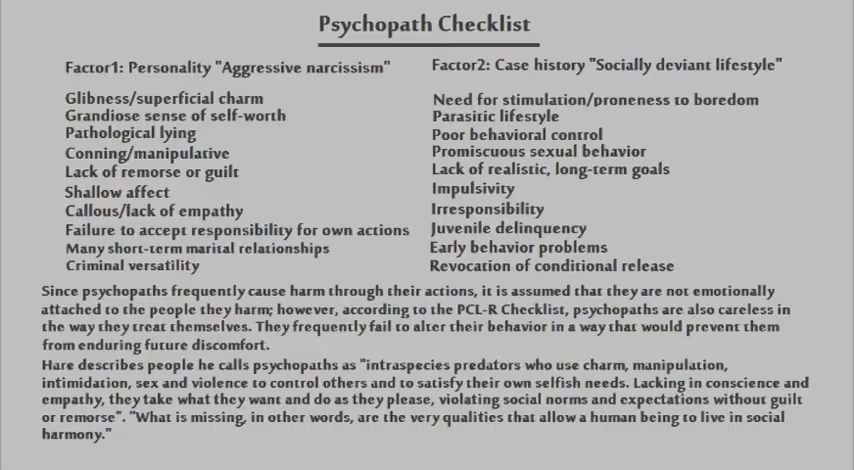 Psychopath Checklist
Factor1: Personality "Aggressive narcissism"
Glibness/superficial charm
Grandiose sense of self-worth
Pathological lying
Conning/manipulative
Lack of remorse or guilt
Shallow affect
Callous/lack of empathy
Failure to accept responsibility for own actions
Many short-term marital relationships
Criminal versatility
Factor2: Case history "Socially deviant lifestyle"
Need for stimulation/proneness to boredom
Parasitic lifestyle
Poor behavioral control
Promiscuous sexual behavior
Lack of realistic, long-term goals
Impulsivity
Irresponsibility
Juvenile delinquency
Early behavior problems
Revocation of conditional release
Since psychopaths frequently cause harm through their actions, it is assumed that they are not emotionally
attached to the people they harm; however, according to the PCL-R Checklist, psychopaths are also careless in
the way they treat themselves. They frequently fail to alter their behavior in a way that would prevent them
from enduring future discomfort.
Hare describes people he calls psychopaths as "intraspecies predators who use charm, manipulation,
intimidation, sex and violence to control others and to satisfy their own selfish needs. Lacking in conscience and
empathy, they take what they want and do as they please, violating social norms and expectations without guilt
or remorse". "What is missing, in other words, are the very qualities that allow a human being to live in social
harmony."